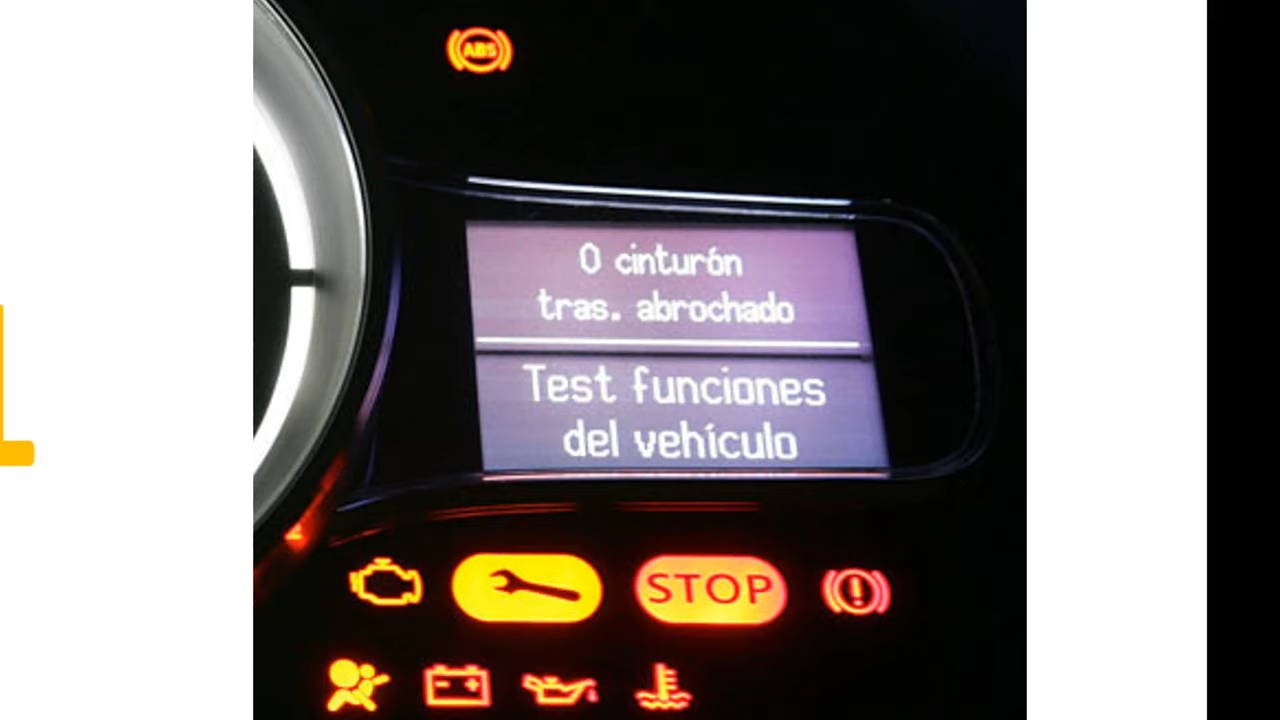 ABS
0 cinturón
tras. abrochado
Test funciones
del vehículo
STOP